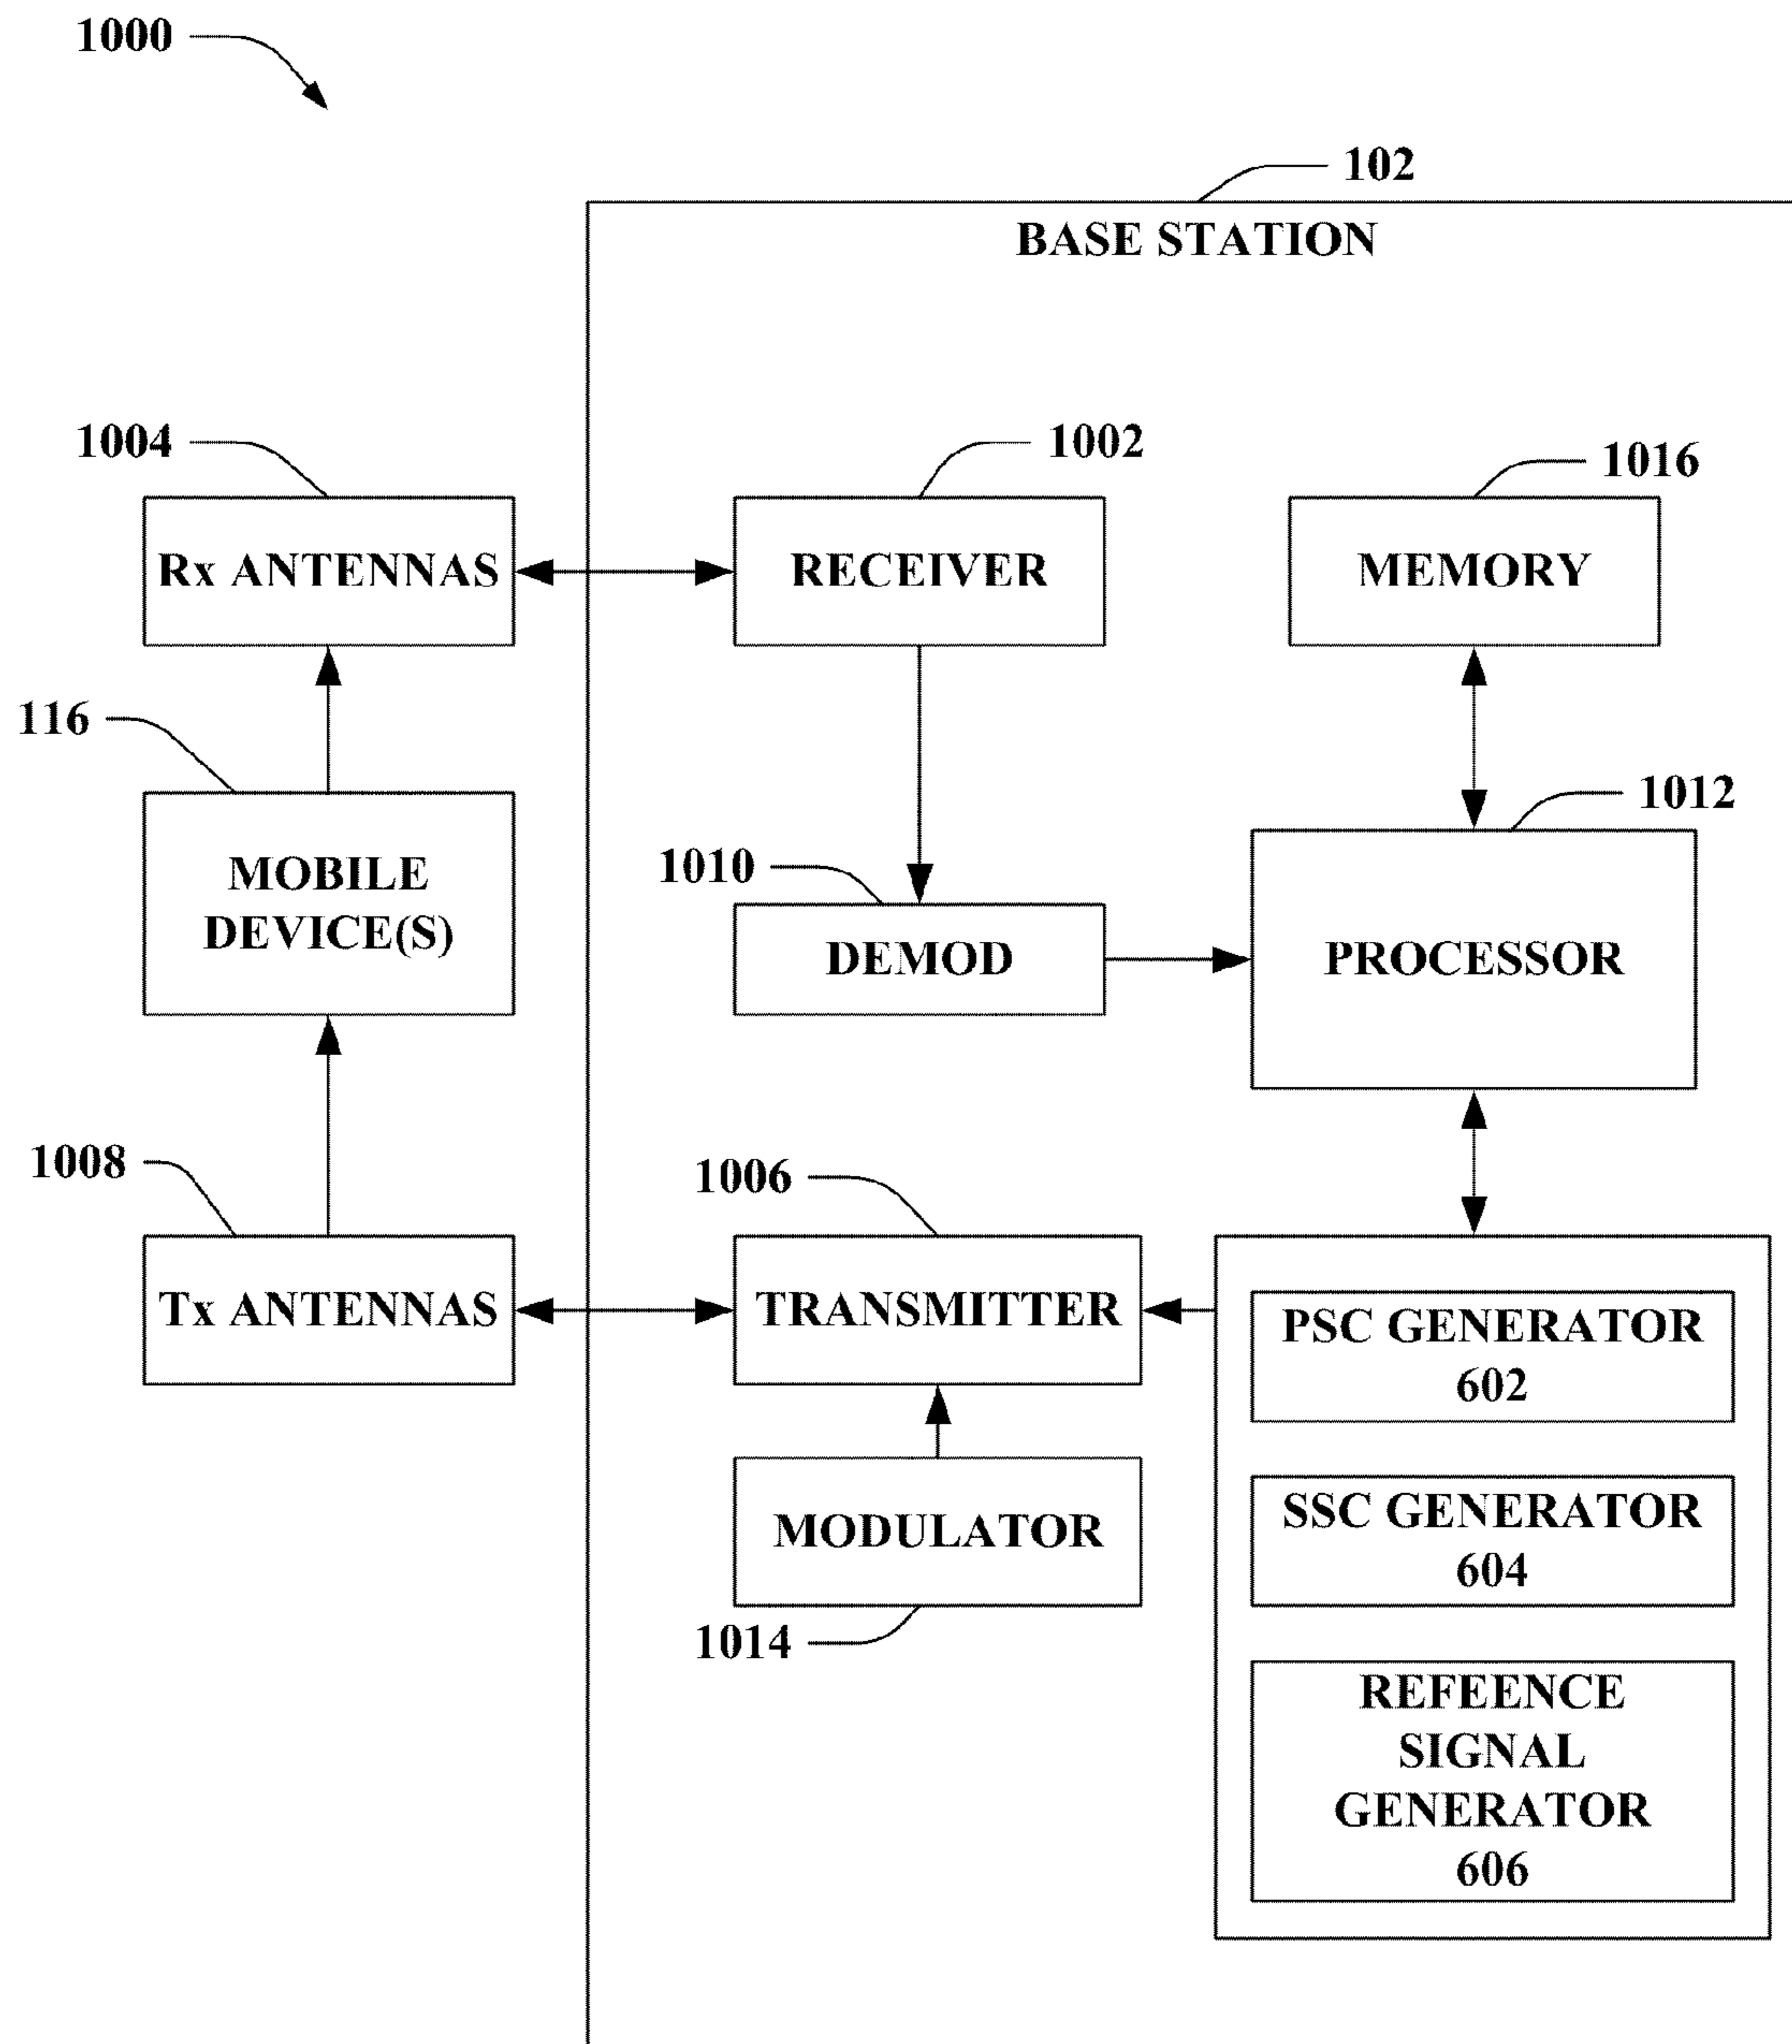 1000
102
BASE STATION
1004
1002
1016
Rx ANTENNAS
RECEIVER
MEMORY
116
1012
MOBILE
DEVICE(S)
1010
DEMOD
PROCESSOR
1008
1006
Tx ANTENNAS
TRANSMITTER
PSC GENERATOR
602
MODULATOR
1014
SSC GENERATOR
604
REFEENCE
SIGNAL
GENERATOR
606